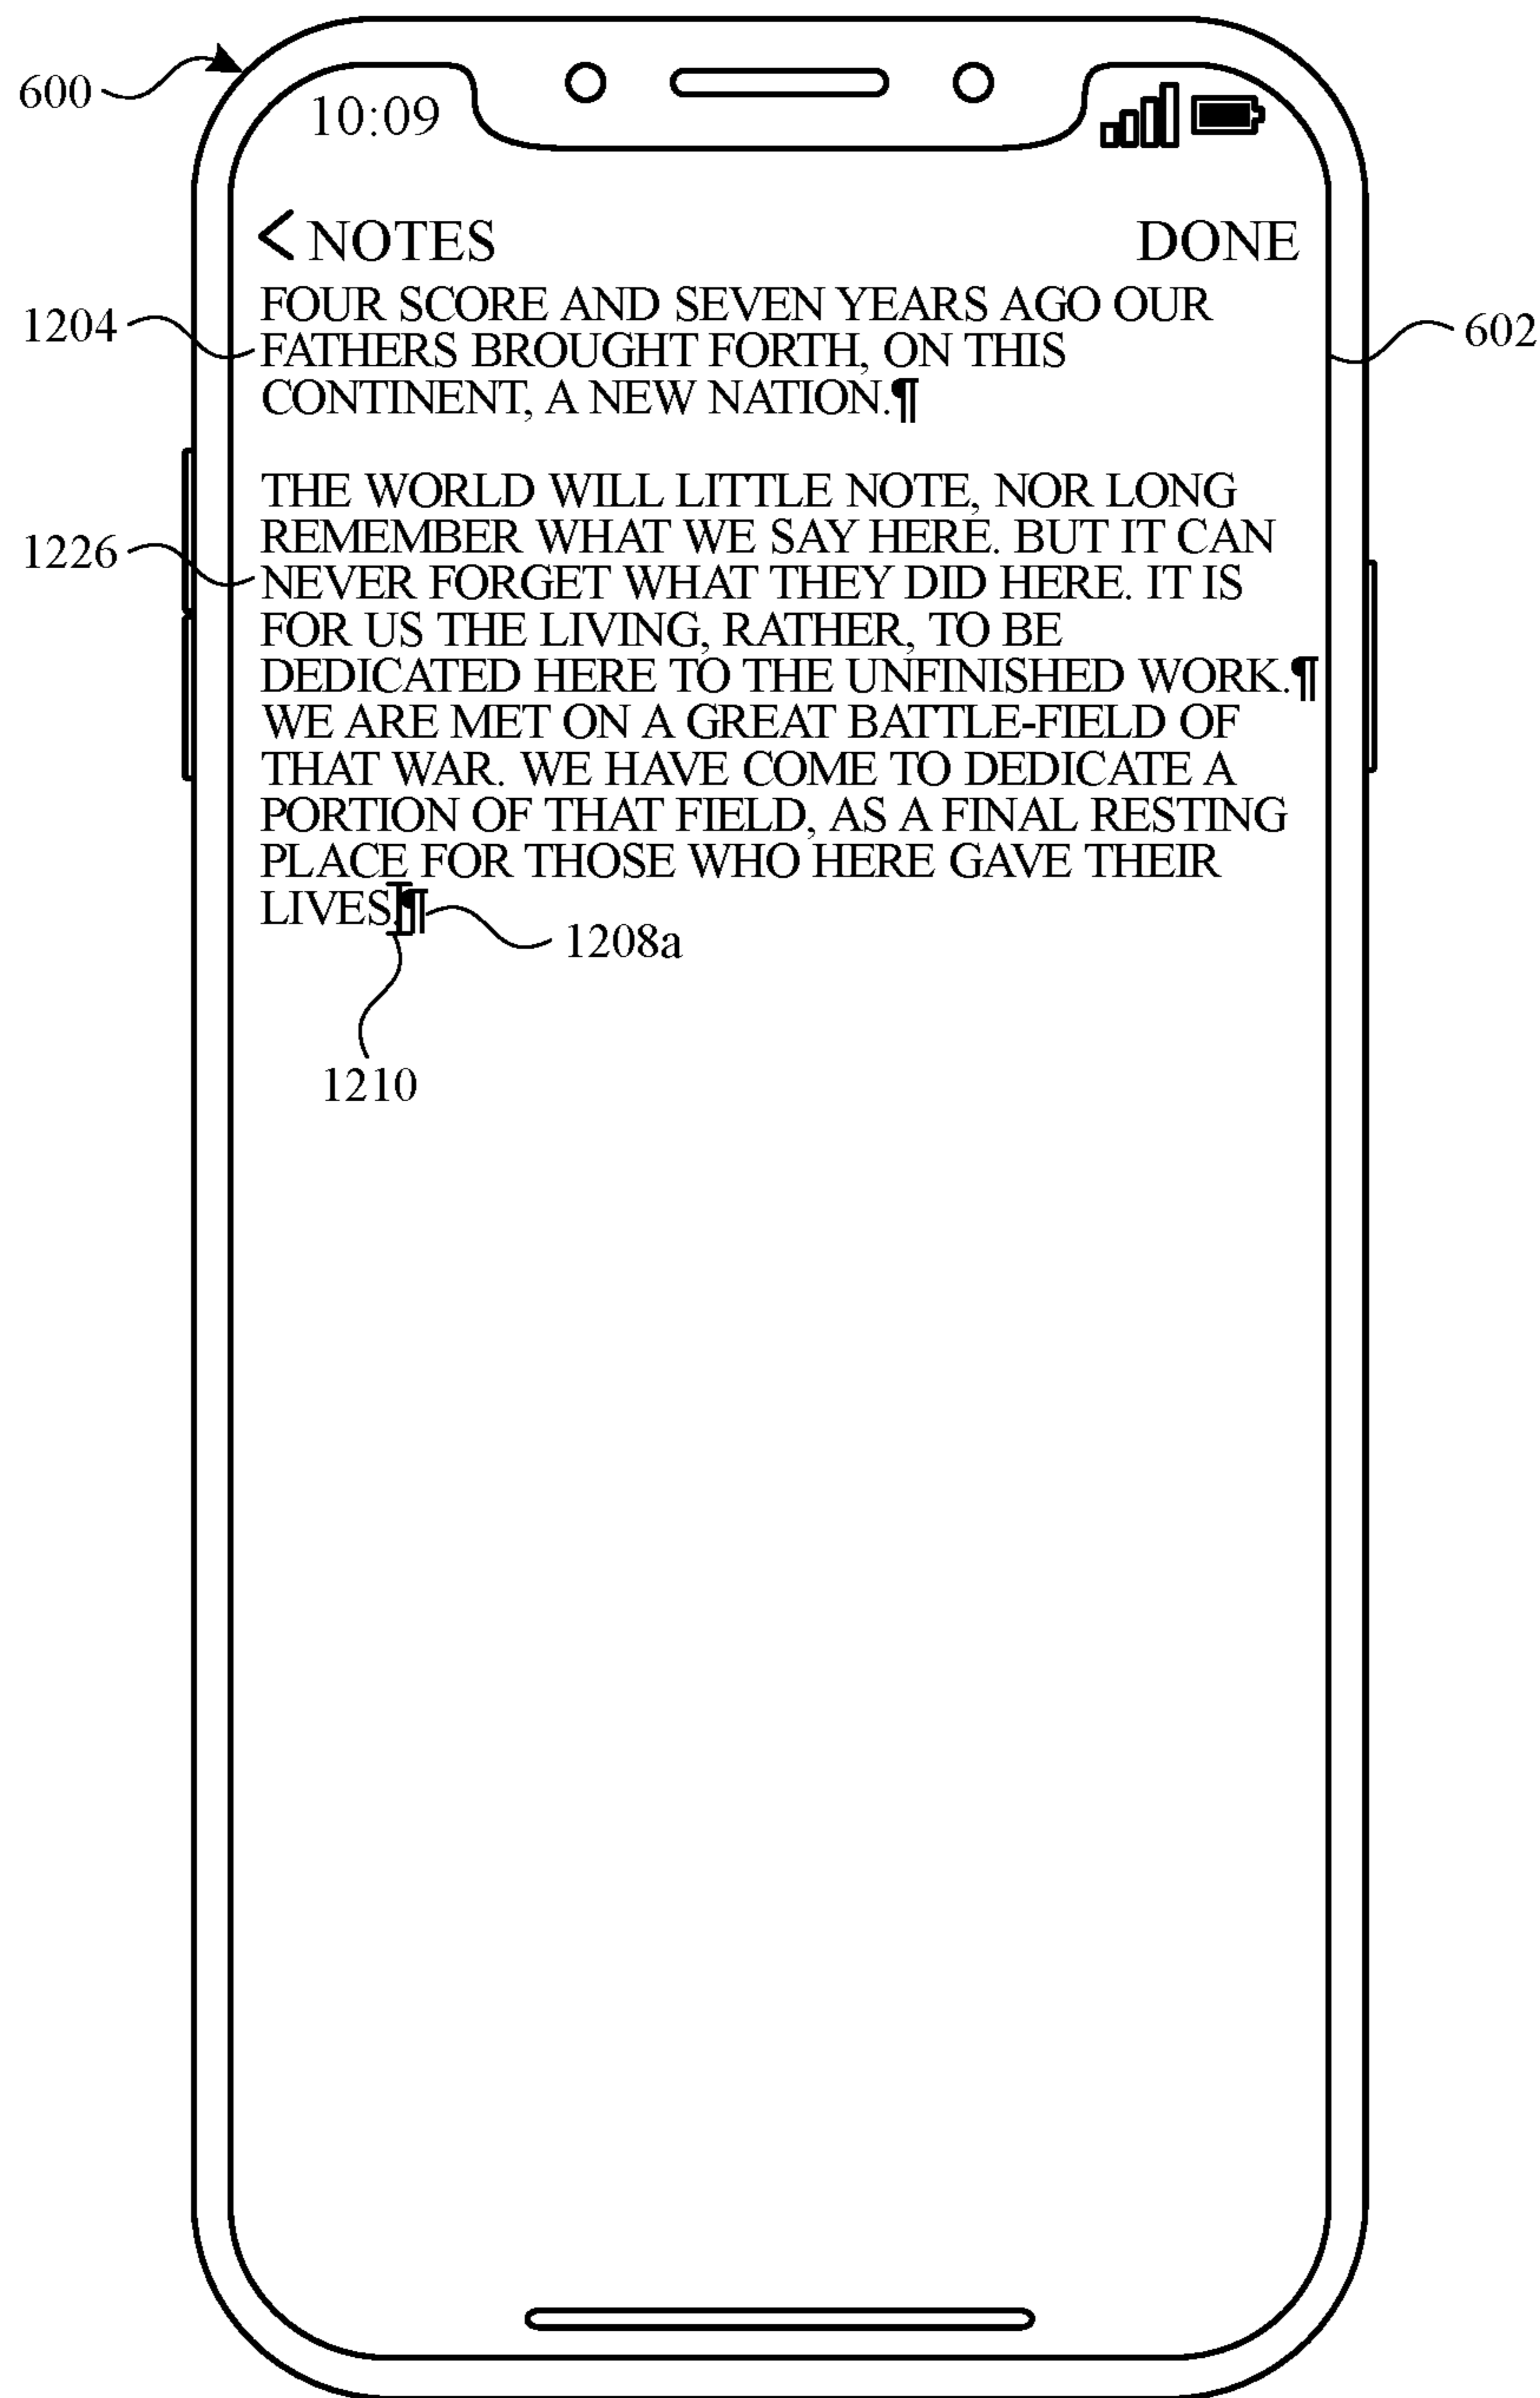 600
10:09
< NOTES DONE
FOUR SCORE AND SEVEN YEARS AGO OUR
1204 FATHERS BROUGHT FORTH, ON THIS 602
CONTINENT, A NEW NATION.¶
THE WORLD WILL LITTLE NOTE, NOR LONG
REMEMBER WHAT WE SAY HERE. BUT IT CAN
1226 NEVER FORGET WHAT THEY DID HERE. IT IS
FOR US THE LIVING, RATHER, TO BE
DEDICATED HERE TO THE UNFINISHED WORK.¶
WE ARE MET ON A GREAT BATTLE-FIELD OF
THAT WAR. WE HAVE COME TO DEDICATE A
PORTION OF THAT FIELD, AS A FINAL RESTING
PLACE FOR THOSE WHO HERE GAVE THEIR
LIVES.¶ 1208a
1210